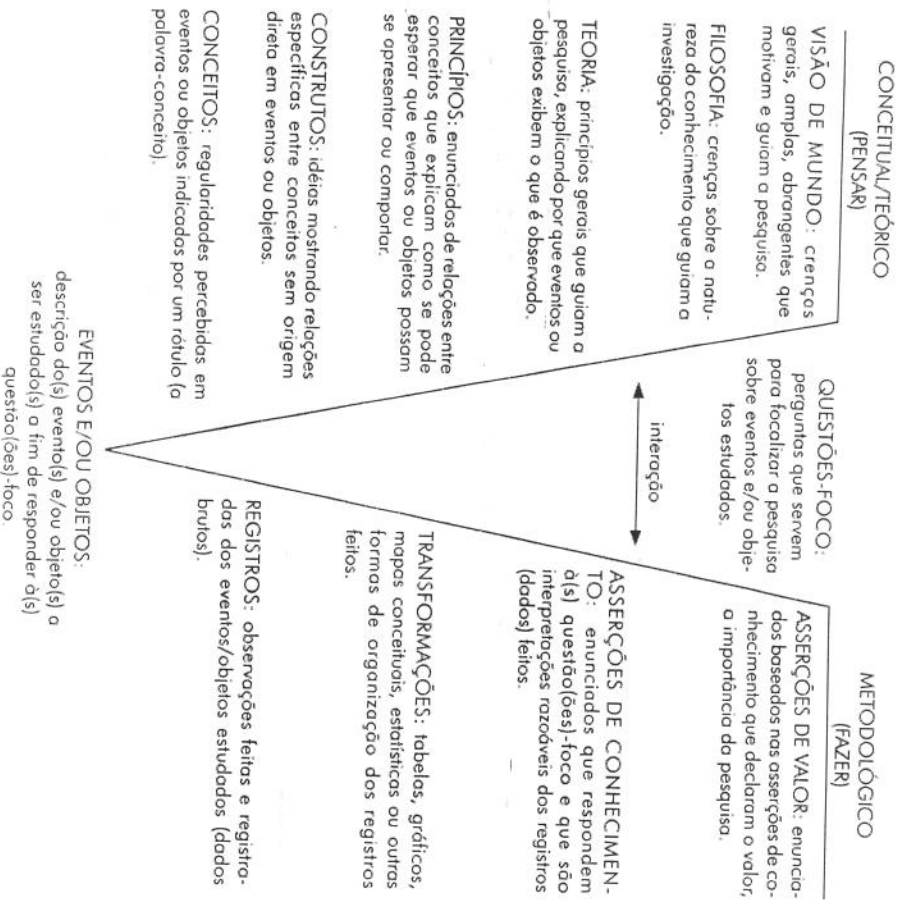 CONCEITUAL/TEÓRICO
(PENSAR)
VISÃO DE MUNDO: crenças
gerais, amplas, abrangentes que
motivam e guiam a pesquisa.
FILOSOFIA: crenças sobre a natu-
reza do conhecimento que guiam a
investigação.
TEORIA: princípios gerais que guiam a
pesquisa, explicando por que eventos ou
objetos exibem o que é observado.
PRINCÍPIOS: enunciados de relações entre
conceitos que explicam como se pode
esperar que eventos ou objetos possam
se apresentar ou comportar.
CONSTRUTOS: idéias mostrando relações
específicas entre conceitos sem origem
direta em eventos ou objetos.
CONCEITOS: regularidades percebidas em
eventos ou objetos indicadas por um rótulo (a
palavra-conceito).
QUESTÕES-FOCO:
perguntas que servem
para focalizar a pesquisa
sobre eventos e/ou obje-
tos estudados.
interação
METODOLÓGICO
(FAZER)
ASSERÇÕES DE VALOR: enuncia-
dos baseados nas asserções de co-
nhecimento que declaram o valor,
a importância da pesquisa.
ASSERÇÕES DE CONHECIMEN-
TO: enunciados que respondem
à(s) questão(ões)-foco e que são
interpretações razoáveis dos registros
(dados) feitos.
TRANSFORMAÇÕES: tabelas, gráficos,
mapas conceituais, estatísticas ou outras
formas de organização dos registros
feitos.
REGISTROS: observações feitas e registra-
das dos eventos/objetos estudados (dados
brutos).
EVENTOS E/OU OBJETOS:
descrição do(s) evento(s) e/ou objeto(s) a
ser estudado(s) a fim de responder à(s)
questão(ões)-foco.